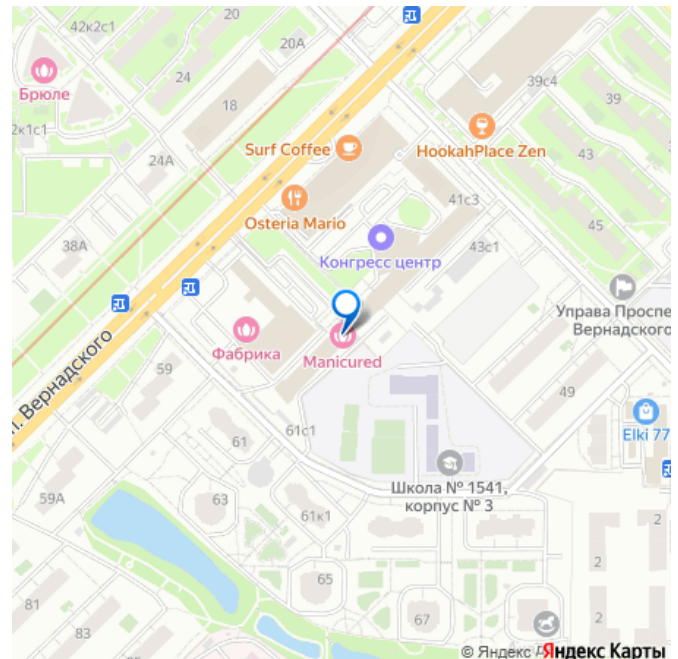 42к2с1
20
20А
24
39с4
Брюле
18
39
2к1с1
Surf Coffee
HookahPlace Zen
43
24А
41с3
Osteria Mario
45
38А
43с1
Конгресс центр
Управа Проспе
Вернадского
Фабрика
Manicured
59
. Вернадского
49
61с1
61
Elki 77
Школа № 1541,
корпус № 3
59А
63
61к1
2
2
65
81
67
2
83
© Яндекс
Яндекс Карты